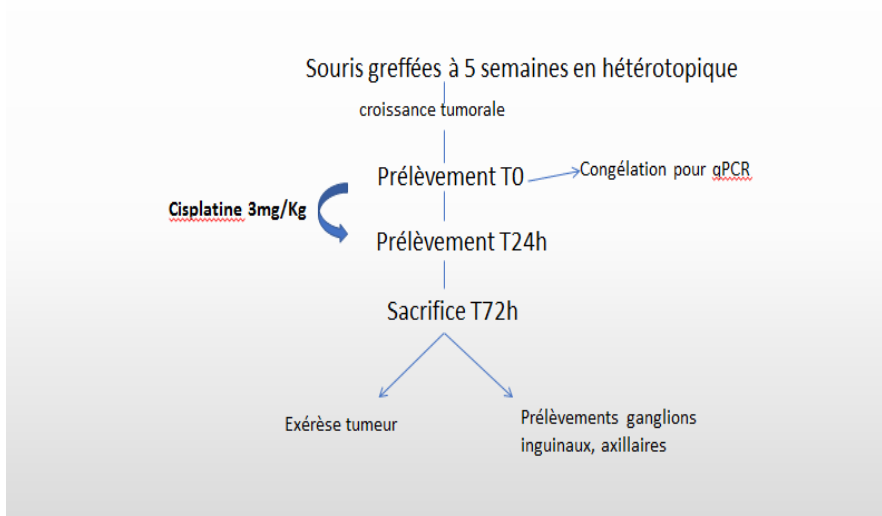 Souris greffées à 5 semaines en hétérotopique
croissance tumorale
Prélèvement T0
Congélation pour qPCR
Cisplatine 3mg/Kg
Prélèvement T24h
Sacrifice T72h
Exérèse tumeur
Prélèvements ganglions
inguinaux, axillaires